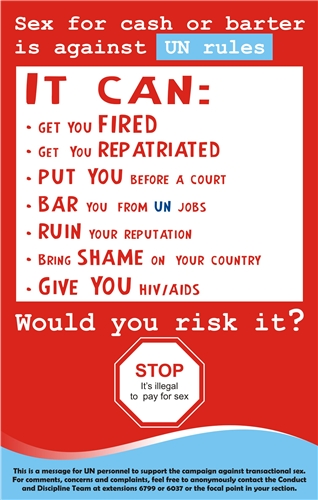 Sex for cash or barter
is against UN rules
IT CAN:
• GET YOU FIRED
• GET YOU REPATRIATED
• PUT YOU BEFORE A COURT
• BAR YOU FROM UN JOBS
• RUIN YOUR REPUTATION
• BRING SHAME ON YOUR COUNTRY
• GIVE YOU HIV/AIDS
Would you risk it?
STOP
It's illegal
to pay for sex
This is a message for UN personnel to support the campaign against transactional sex.
For comments, concerns and complaints, feel free to anonymously contact the Conduct
and Discipline Team at extensions 6799 or 6037 or the focal point in your section.